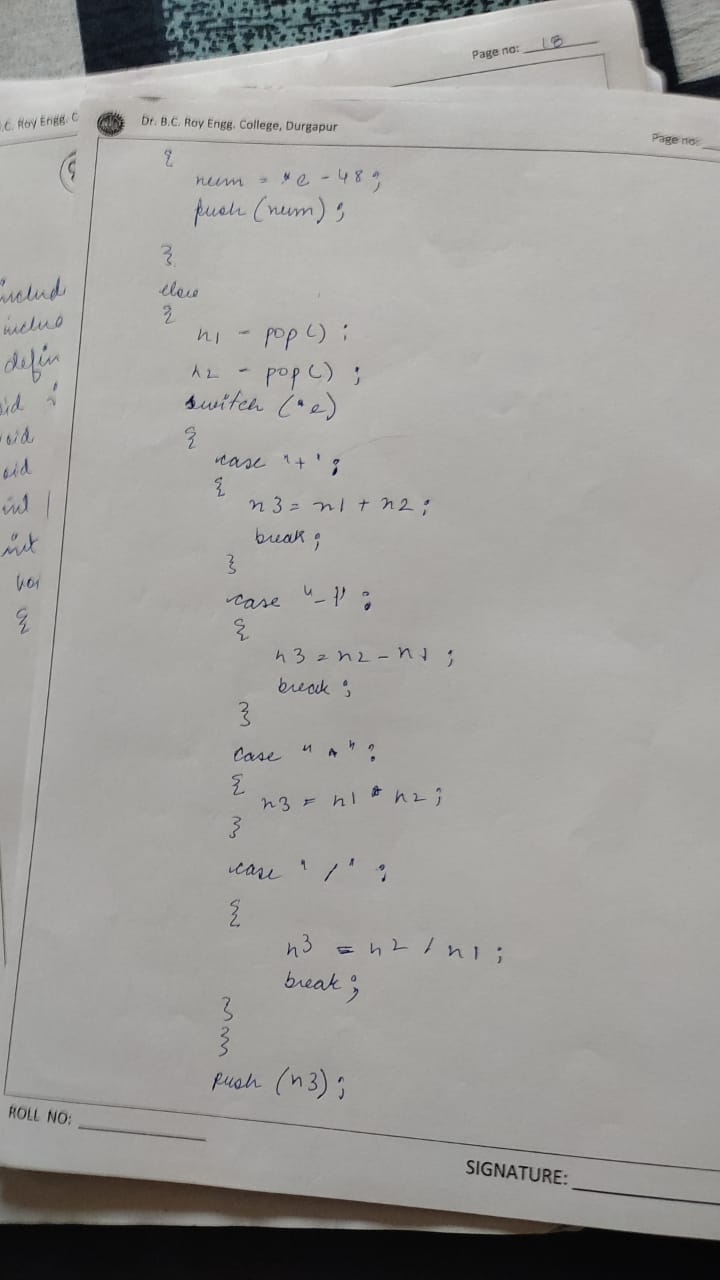 Page no: 18
.C. Roy Engg. C
Dr. B.C. Roy Engg. College, Durgapur
Page no:
{
num = *e - 48;
push (num);
}
else
{
n1 = pop();
n2 = pop();
switch (*e)
{
case '+';
{
n3 = n1 + n2;
break;
}
case "-";
{
n3 = n2 - n1;
break;
}
case "*":
{
n3 = n1 * n2;
}
case "/";
{
n3 = n2 / n1;
break;
}
}
push (n3);
ROLL NO:
SIGNATURE:
includ
includ
defin
oid
oid
oid
int
int
voi
{